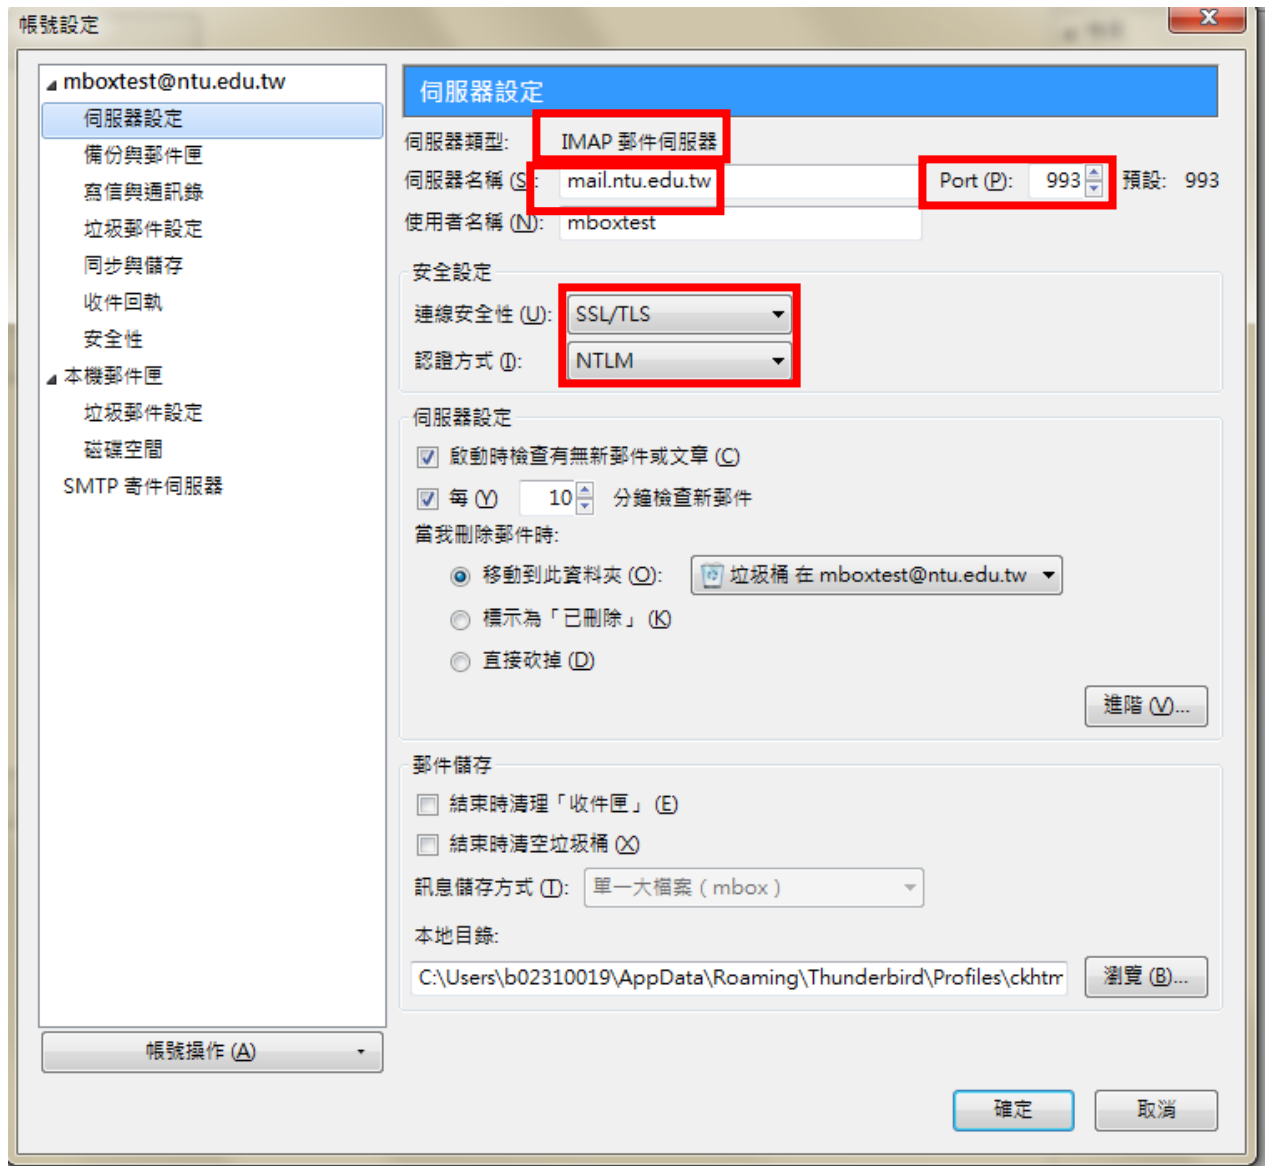 帳號設定
mboxtest@ntu.edu.tw
伺服器設定
備份與郵件匣
寫信與通訊錄
垃圾郵件設定
同步與儲存
收件回執
安全性
本機郵件匣
垃圾郵件設定
磁碟空間
SMTP 寄件伺服器
帳號操作 (A)
伺服器設定
伺服器類型: IMAP 郵件伺服器
伺服器名稱 (S: mail.ntu.edu.tw Port (P): 993 預設: 993
使用者名稱 (N): mboxtest
安全設定
連線安全性 (U): SSL/TLS
認證方式 (I): NTLM
伺服器設定
啟動時檢查有無新郵件或文章 (C)
每 (Y) 10 分鐘檢查新郵件
當我刪除郵件時:
移動到此資料夾 (O): 垃圾桶 在 mboxtest@ntu.edu.tw
標示為「已刪除」 (K)
直接砍掉 (D)
進階 (V)...
郵件儲存
結束時清理「收件匣」 (E)
結束時清空垃圾桶 (X)
訊息儲存方式 (T): 單一大檔案 ( mbox )
本地目錄:
C:\Users\b02310019\AppData\Roaming\Thunderbird\Profiles\ckhtm 瀏覽 (B)...
確定 取消